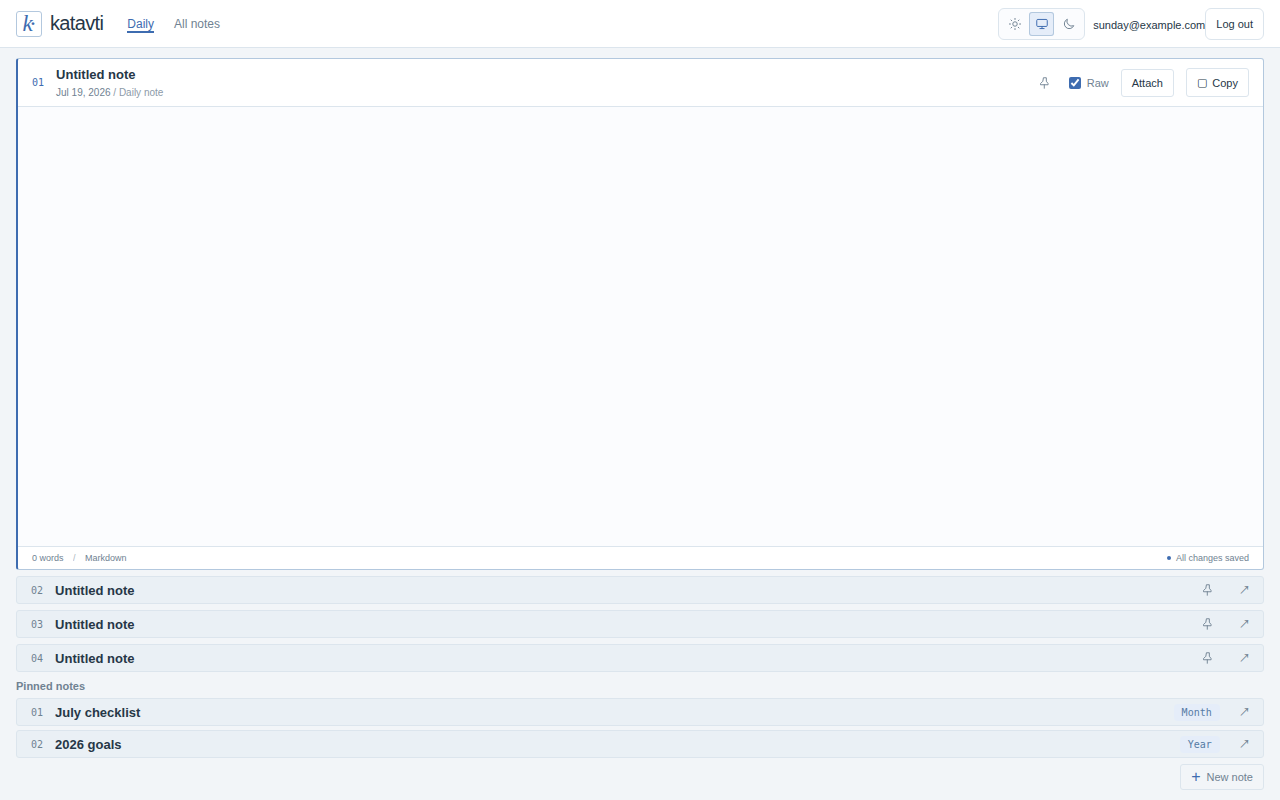 k katavti Daily All notes sunday@example.com Log out
01 Untitled note
Jul 19, 2026 / Daily note
Raw Attach Copy
0 words / Markdown All changes saved
02 Untitled note
03 Untitled note
04 Untitled note
Pinned notes
01 July checklist Month
02 2026 goals Year
+ New note